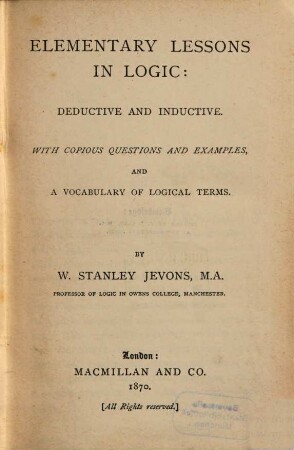 ELEMENTARY LESSONS
IN LOGIC:
DEDUCTIVE AND INDUCTIVE.
WITH COPIOUS QUESTIONS AND EXAMPLES,
AND
A VOCABULARY OF LOGICAL TERMS.
BY
W. STANLEY JEVONS, M.A.
PROFESSOR OF LOGIC IN OWENS COLLEGE, MANCHESTER.
London:
MACMILLAN AND CO.
1870.
[All Rights reserved.]